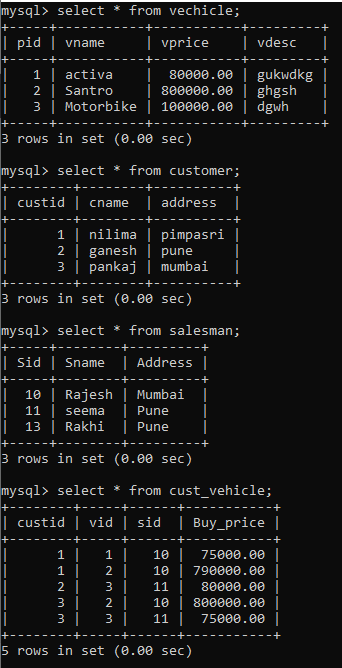 mysql> select * from vechicle;
+-----+-----------+-----------+---------+
| pid | vname     | vprice    | vdesc   |
+-----+-----------+-----------+---------+
|   1 | activa    |  80000.00 | gukwdkg |
|   2 | Santro    | 800000.00 | ghgsh   |
|   3 | Motorbike | 100000.00 | dgwh    |
+-----+-----------+-----------+---------+
3 rows in set (0.00 sec)
mysql> select * from customer;
+--------+--------+----------+
| custid | cname  | address  |
+--------+--------+----------+
|      1 | nilima | pimpasri |
|      2 | ganesh | pune     |
|      3 | pankaj | mumbai   |
+--------+--------+----------+
3 rows in set (0.00 sec)
mysql> select * from salesman;
+-----+--------+---------+
| Sid | Sname  | Address |
+-----+--------+---------+
|  10 | Rajesh | Mumbai  |
|  11 | seema  | Pune    |
|  13 | Rakhi  | Pune    |
+-----+--------+---------+
3 rows in set (0.00 sec)
mysql> select * from cust_vehicle;
+--------+-----+-----+-----------+
| custid | vid | sid | Buy_price |
+--------+-----+-----+-----------+
|      1 |   1 |  10 |  75000.00 |
|      1 |   2 |  10 | 790000.00 |
|      2 |   3 |  11 |  80000.00 |
|      3 |   2 |  10 | 800000.00 |
|      3 |   3 |  11 |  75000.00 |
+--------+-----+-----+-----------+
5 rows in set (0.00 sec)